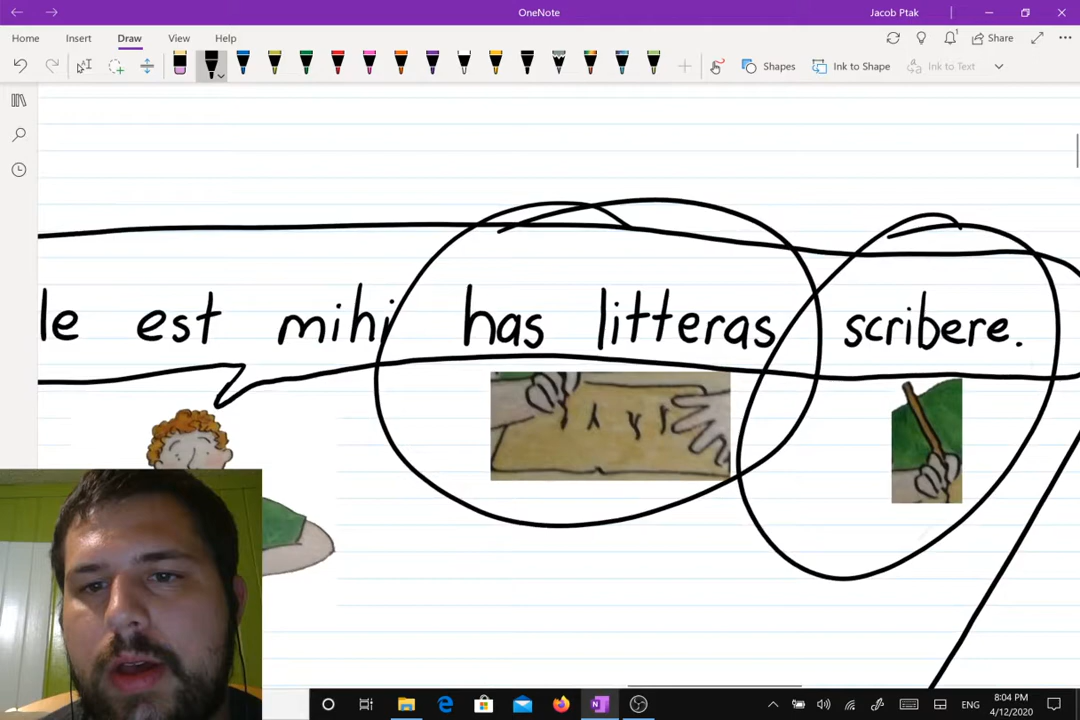 OneNote
Jacob Ptak
Home Insert Draw View Help
Share
Shapes
Ink to Shape
Ink to Text
le est mihi has litteras scribere.
ENG
8:04 PM
4/12/2020